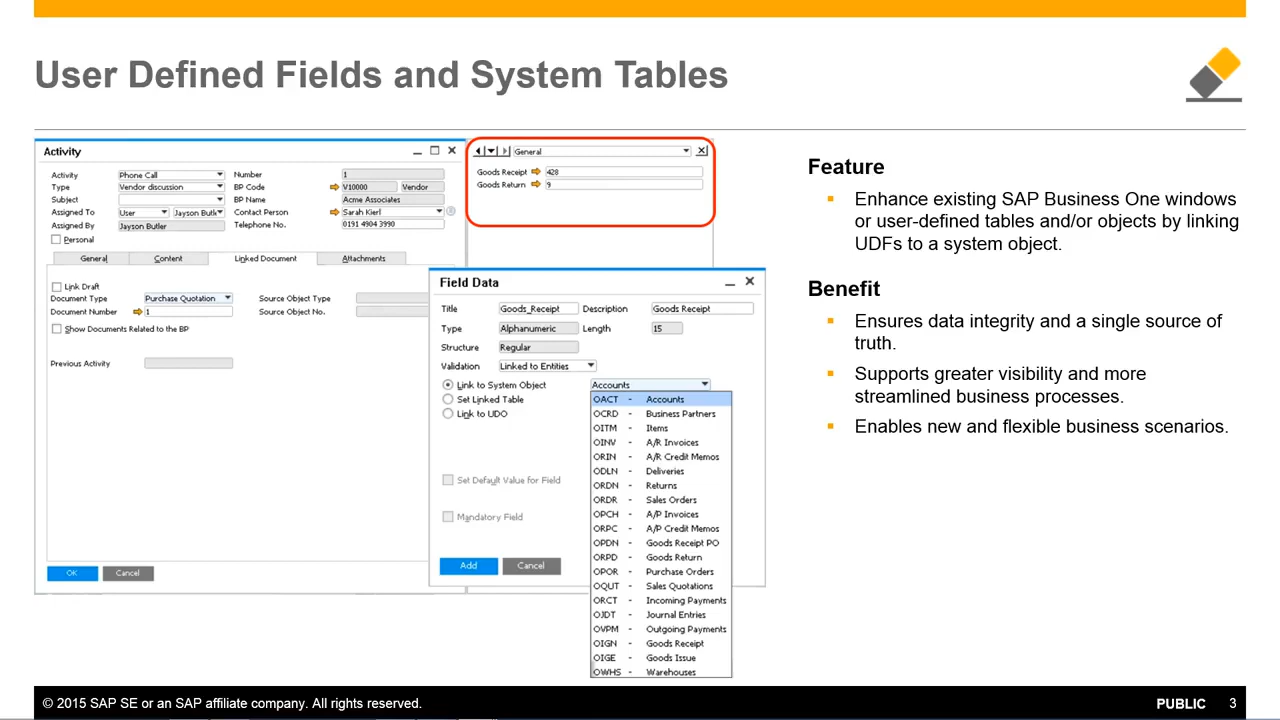 User Defined Fields and System Tables
Activity
Activity Phone Call Number 1
Type Vendor discussion BP Code V10000 Vendor
Subject BP Name Acme Associates
Assigned To User Jayson Butl Contact Person Sarah Kierl
Assigned By Jayson Butler Telephone No. 0191 4904 3990
Personal
General Content Linked Document Attachments
Link Draft
Document Type Purchase Quotation Source Object Type
Document Number 1 Source Object No.
Show Documents Related to the BP
Previous Activity
OK Cancel
General
Goods Receipt 428
Goods Return 9
Field Data
Title Goods_Receipt Description Goods Receipt
Type Alphanumeric Length 15
Structure Regular
Validation Linked to Entities
Link to System Object Accounts
Set Linked Table
Link to UDO
Set Default Value for Field
Mandatory Field
Add Cancel
OACT - Accounts
OCRD - Business Partners
OITM - Items
OINV - A/R Invoices
ORIN - A/R Credit Memos
ODLN - Deliveries
ORDN - Returns
ORDR - Sales Orders
OPCH - A/P Invoices
ORPC - A/P Credit Memos
OPDN - Goods Receipt PO
ORPD - Goods Return
OPOR - Purchase Orders
OQUT - Sales Quotations
ORCT - Incoming Payments
OJDT - Journal Entries
OVPM - Outgoing Payments
OIGN - Goods Receipt
OIGE - Goods Issue
OWHS - Warehouses
Feature
Enhance existing SAP Business One windows
or user-defined tables and/or objects by linking
UDFs to a system object.
Benefit
Ensures data integrity and a single source of
truth.
Supports greater visibility and more
streamlined business processes.
Enables new and flexible business scenarios.
© 2015 SAP SE or an SAP affiliate company. All rights reserved.
PUBLIC 3